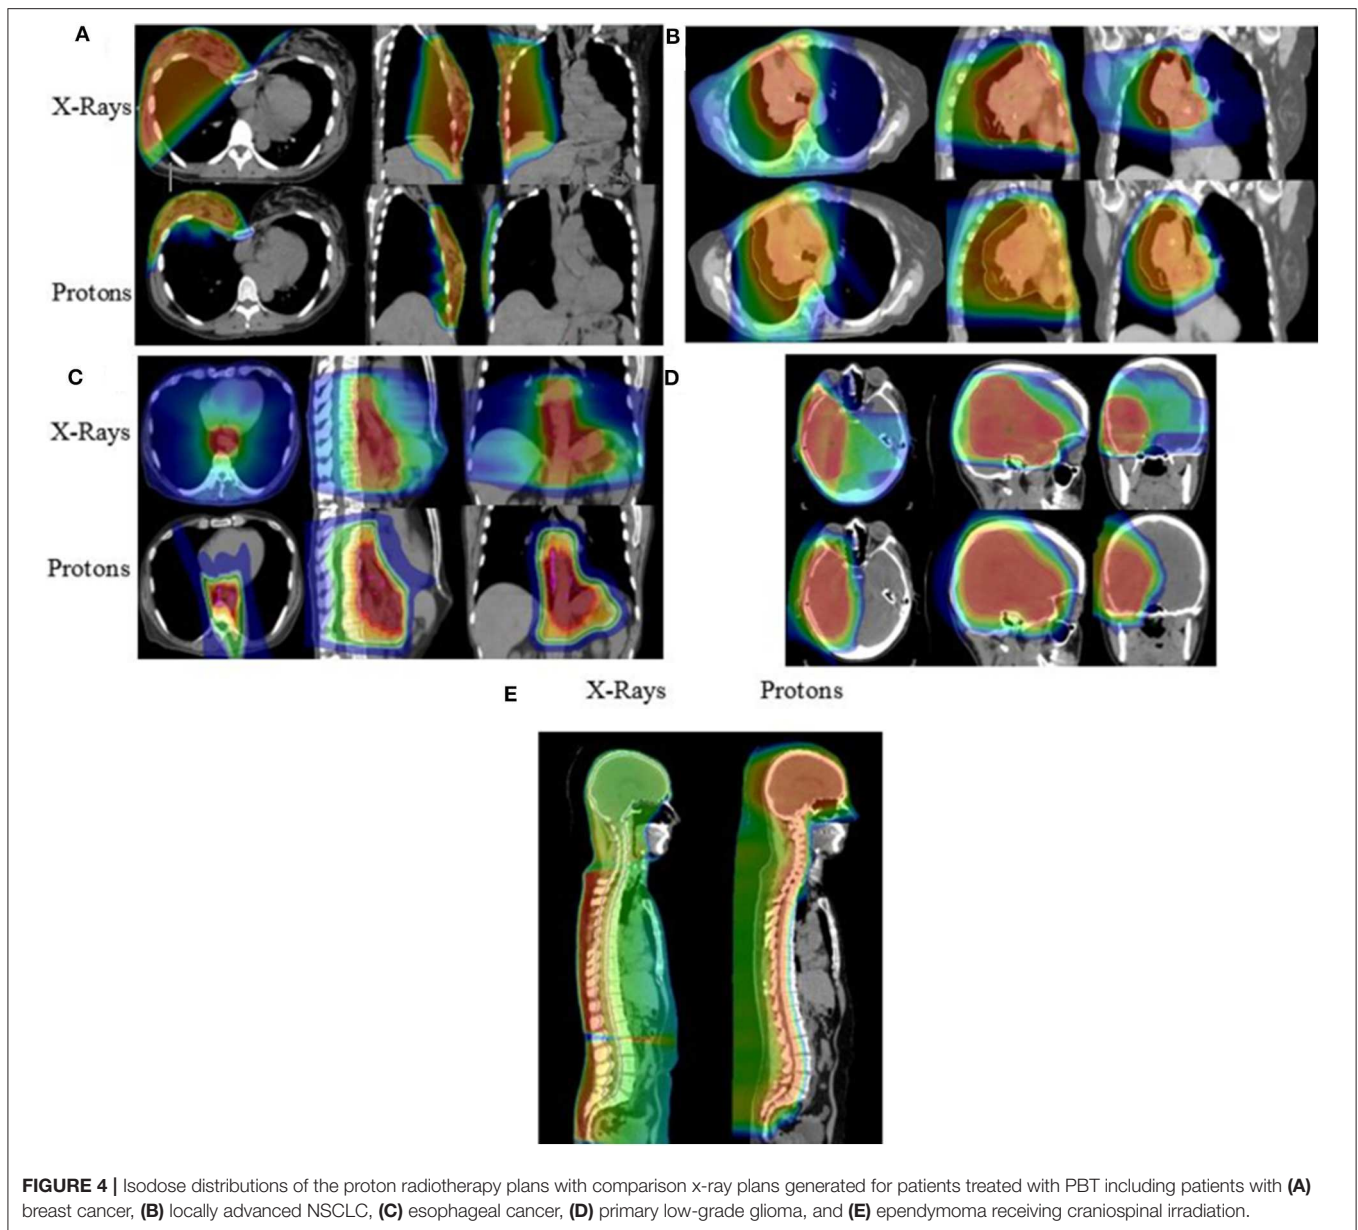 A
B
X-Rays
Protons
C
D
X-Rays
Protons
E
X-Rays
Protons
FIGURE 4 | Isodose distributions of the proton radiotherapy plans with comparison x-ray plans generated for patients treated with PBT including patients with (A)
breast cancer, (B) locally advanced NSCLC, (C) esophageal cancer, (D) primary low-grade glioma, and (E) ependymoma receiving craniospinal irradiation.